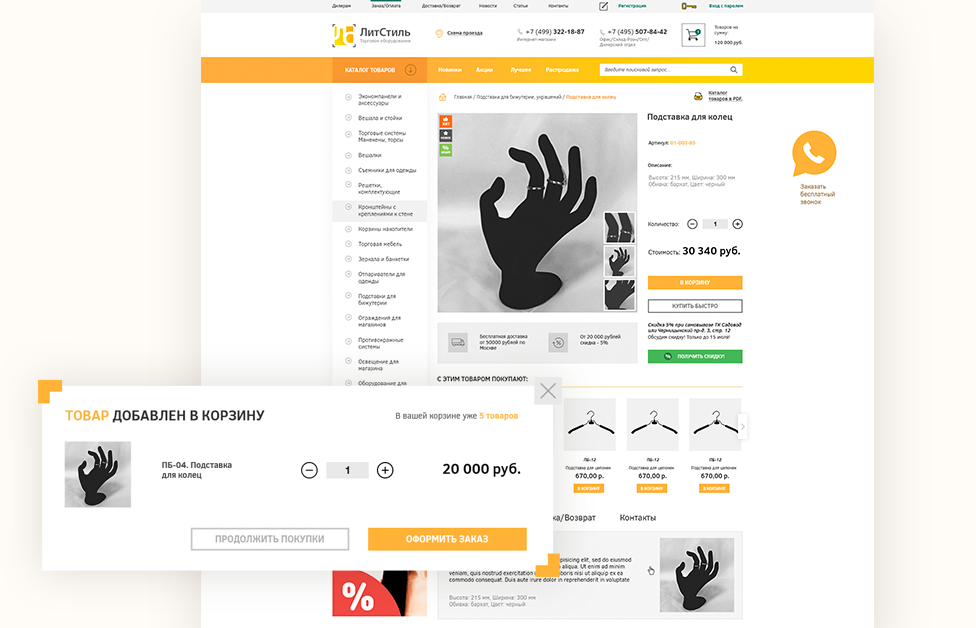 Дилерам
Заказ/Оплата
Доставка/Возврат
Новости
Статьи
Контакты
Регистрация
Вход с паролем
ЛитСтиль
Торговое оборудование
Схема проезда
+7 (499) 322-18-87
Интернет-магазин
+7 (495) 507-84-42
Офис/Склад Розн/Опт/
Дилерский отдел
Товаров на
сумму:
120 000 руб.
КАТАЛОГ ТОВАРОВ
Новинки
Акции
Лучшее
Распродажа
Введите поисковой запрос...
Экономпанели и
аксессуары
Вешала и стойки
Торговые системы
Манекены, торсы
Вешалки
Съемники для одежды
Решетки,
комплектующие
Кронштейны с
креплениями к стене
Корзины накопители
Торговая мебель
Зеркала и банкетки
Отпариватели для
одежды
Подставки для
бижутерии
Ограждения для
магазинов
Противокражные
системы
Освещение для
магазина
Оборудование для
Главная / Подставки для бижутерии, украшений / Подставка для колец
Каталог
товаров в PDF.
ХИТ
Подставка для колец
Артикул: 01-002-85
Описание:
Высота: 215 мм, Ширина: 300 мм
Обивка: бархат, Цвет: черный
Количество:
1
Стоимость: 30 340 руб.
В КОРЗИНУ
КУПИТЬ БЫСТРО
Скидка 5% при самовывозе ТК Садовод
или Черницынский пр-д. 3, стр. 12
Обсудим скидку! Только до 15 июля!
ПОЛУЧИТЬ СКИДКУ!
Заказать
бесплатный
звонок
Бесплатная доставка
от 50000 рублей по
Москве
От 20 000 рублей
скидка - 5%
С ЭТИМ ТОВАРОМ ПОКУПАЮТ:
ПБ-12
Подставка для цепочек
670,00 р.
В КОРЗИНУ
ПБ-12
Подставка для цепочек
670,00 р.
В КОРЗИНУ
ПБ-12
Подставка для цепочек
670,00 р.
В КОРЗИНУ
ТОВАР ДОБАВЛЕН В КОРЗИНУ
В вашей корзине уже 5 товаров
ПБ-04. Подставка
для колец
1
20 000 руб.
ПРОДОЛЖИТЬ ПОКУПКИ
ОФОРМИТЬ ЗАКАЗ
ка/Возврат
Контакты
pisicing elit, sed do eiusmod
aliqua. Ut enim ad minim
veniam, quis nostrud exercitation boris nisi ut aliquip ex ea
commodo consequat. Duis aute irure dolor in reprehenderit in voluptate
Высота: 215 мм, Ширина: 300 мм
Обивка: бархат, Цвет: черный
%